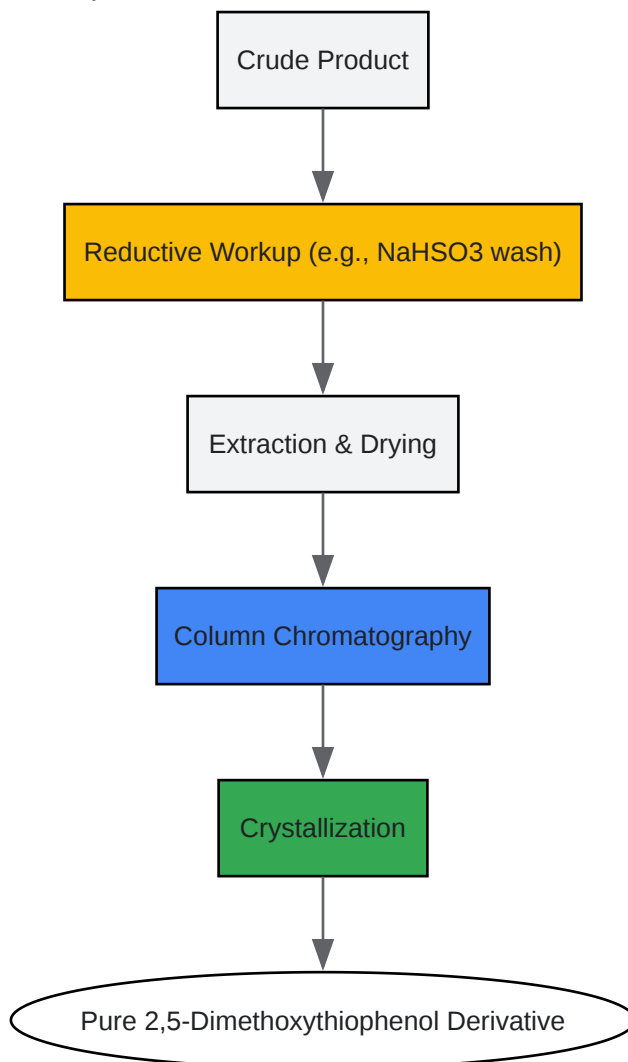 Crude Product
Reductive Workup (e.g., NaHSO3 wash)
Extraction & Drying
Column Chromatography
Crystallization
Pure 2,5-Dimethoxythiophenol Derivative